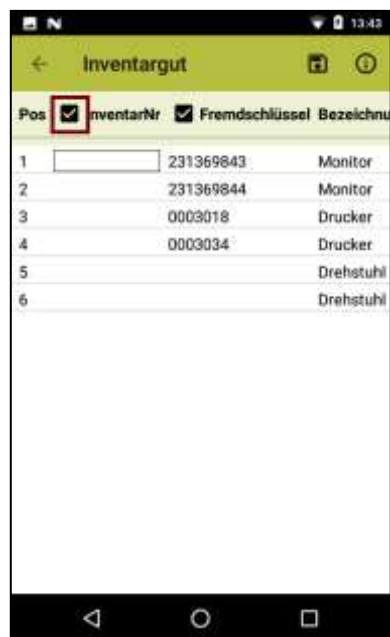 13:43
Inventargut
Pos InventarNr Fremdschlüssel Bezeichnu
1 231369843 Monitor
2 231369844 Monitor
3 0003018 Drucker
4 0003034 Drucker
5 Drehstuhl
6 Drehstuhl